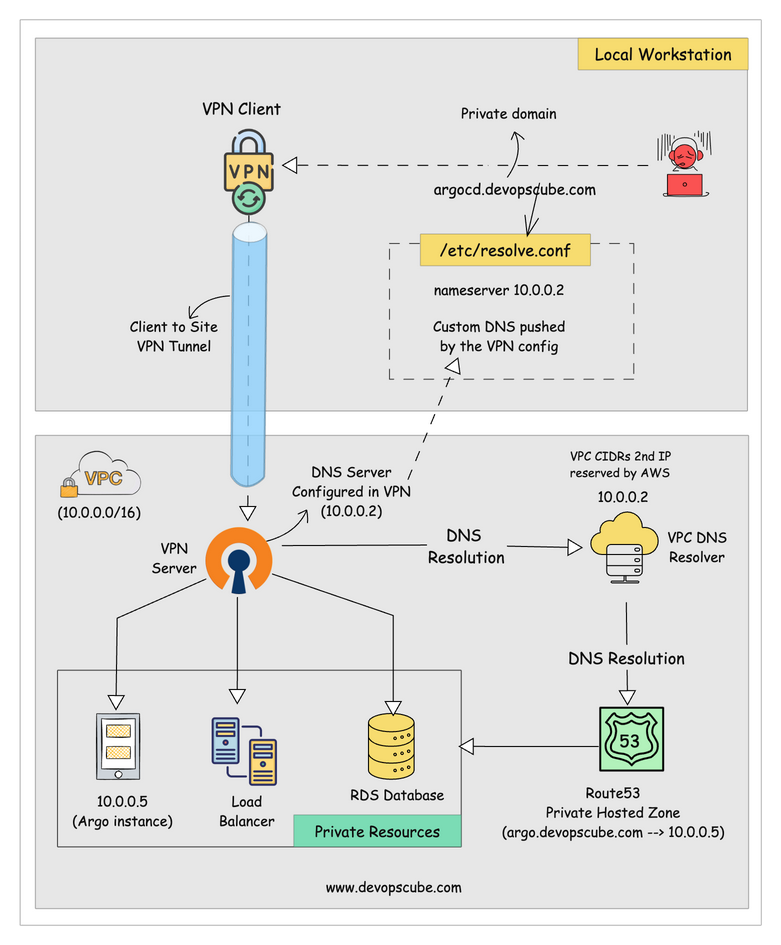 Local Workstation
VPN Client
Private domain
VPN
argocd.devopscube.com
/etc/resolve.conf
nameserver 10.0.0.2
Custom DNS pushed
by the VPN config
Client to Site
VPN Tunnel
VPC
(10.0.0.0/16)
DNS Server
Configured in VPN
(10.0.0.2)
VPC CIDRs 2nd IP
reserved by AWS
10.0.0.2
VPN
Server
DNS
Resolution
VPC DNS
Resolver
DNS Resolution
53
10.0.0.5
(Argo instance)
Load
Balancer
RDS Database
Private Resources
Route53
Private Hosted Zone
(argo.devopscube.com --> 10.0.0.5)
www.devopscube.com